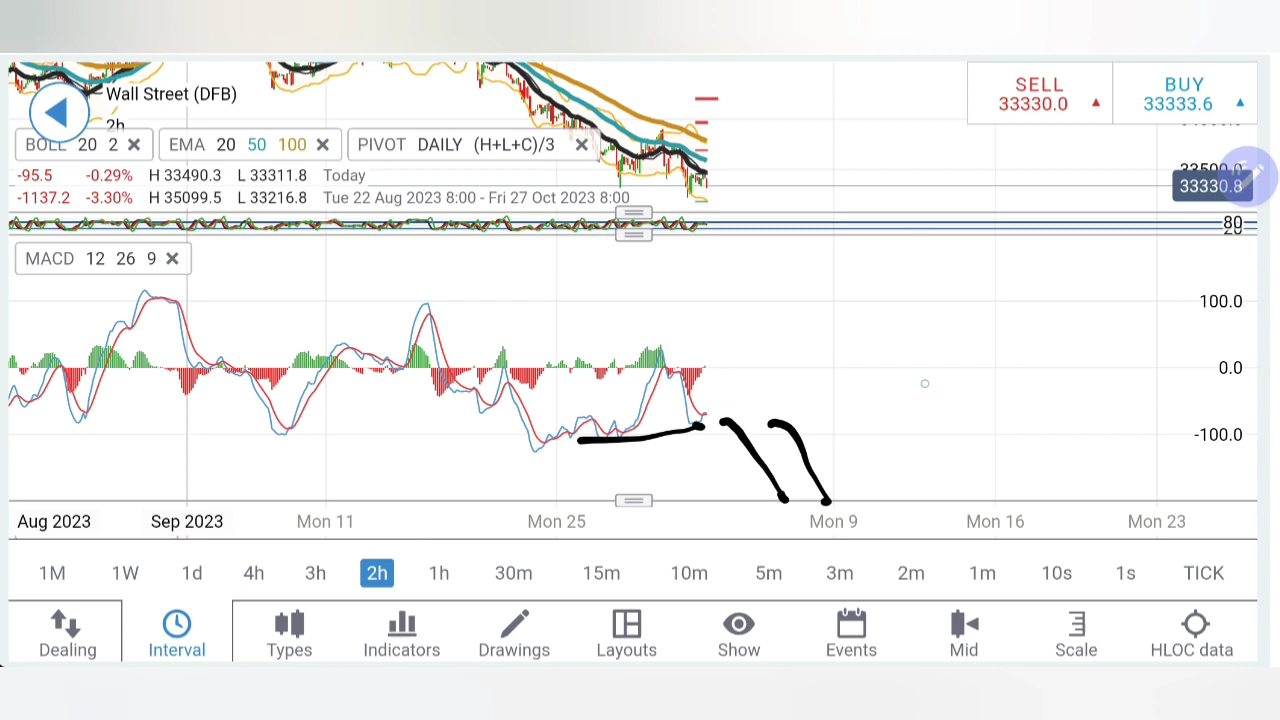 Wall Street (DFB)
2h
SELL
33330.0
BUY
33333.6
BOLL 20 2
EMA 20 50 100
PIVOT DAILY (H+L+C)/3
-95.5 -0.29% H 33490.3 L 33311.8 Today
-1137.2 -3.30% H 35099.5 L 33216.8 Tue 22 Aug 2023 8:00 - Fri 27 Oct 2023 8:00
33500.0
33330.8
80
20
MACD 12 26 9
100.0
0.0
-100.0
Aug 2023 Sep 2023 Mon 11 Mon 25 Mon 9 Mon 16 Mon 23
1M 1W 1d 4h 3h 2h 1h 30m 15m 10m 5m 3m 2m 1m 10s 1s TICK
Dealing Interval Types Indicators Drawings Layouts Show Events Mid Scale HLOC data